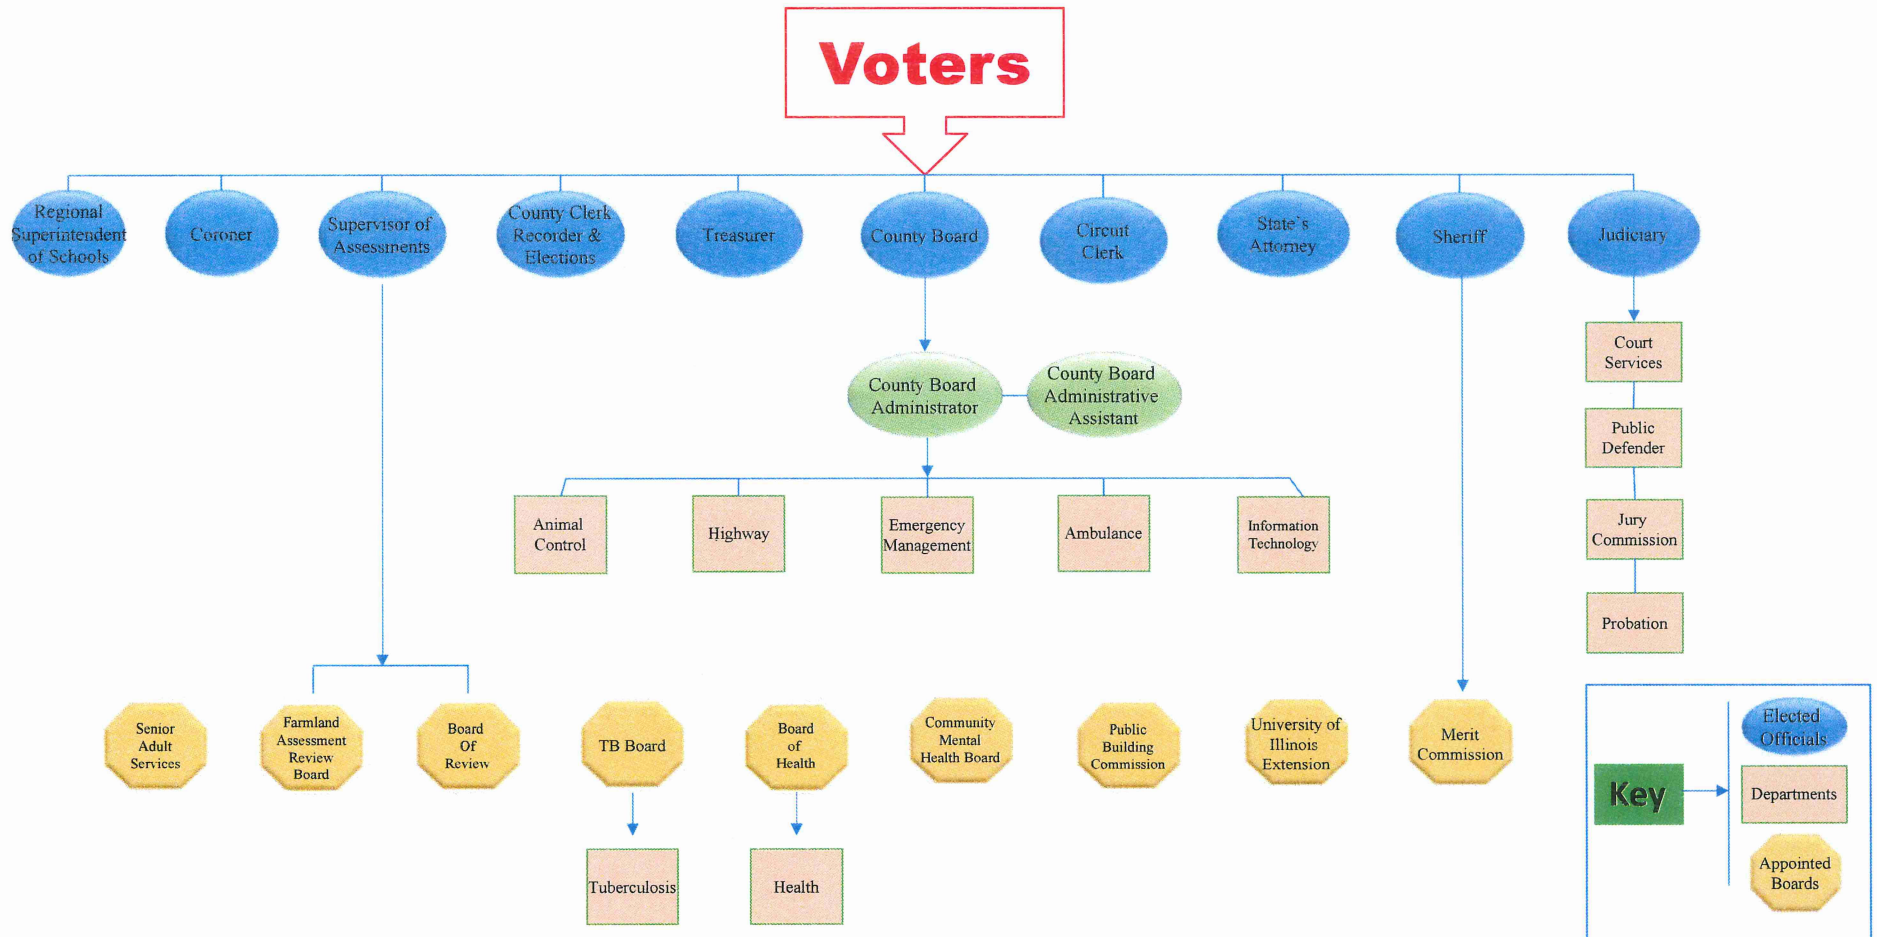 Voters
Regional
Superintendent
of Schools
Coroner
Supervisor of
Assessments
County Clerk
Recorder &
Elections
Treasurer
County Board
Circuit
Clerk
State`s
Attorney
Sheriff
Judiciary
Court
Services
Public
Defender
Jury
Commission
Probation
County Board
Administrator
County Board
Administrative
Assistant
Animal
Control
Highway
Emergency
Management
Ambulance
Information
Technology
Senior
Adult
Services
Farmland
Assessment
Review
Board
Board
Of
Review
TB Board
Board
of
Health
Community
Mental
Health Board
Public
Building
Commission
University of
Illinois
Extension
Merit
Commission
Tuberculosis
Health
Key
Elected
Officials
Departments
Appointed
Boards